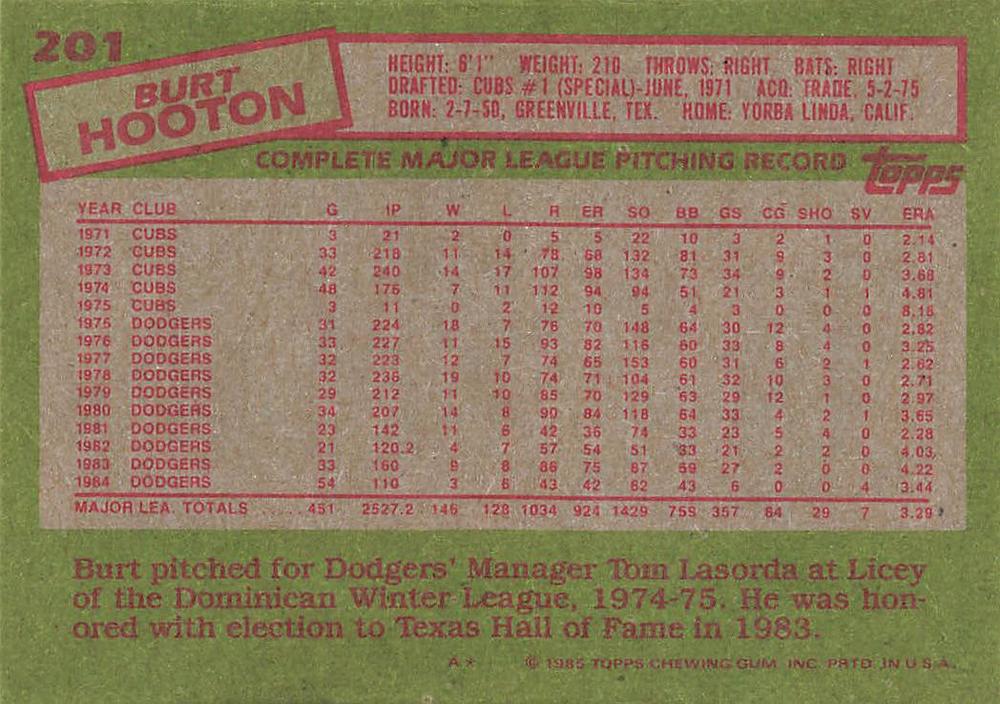 201
BURT
HOOTON
HEIGHT: 6'1" WEIGHT: 210 THROWS: RIGHT BATS: RIGHT
DRAFTED: CUBS #1 (SPECIAL)-JUNE, 1971 ACQ: TRADE, 5-2-75
BORN: 2-7-50, GREENVILLE, TEX. HOME: YORBA LINDA, CALIF.
COMPLETE MAJOR LEAGUE PITCHING RECORD topps
YEAR CLUB G IP W L R ER SO BB GS CG SHO SV ERA
1971 CUBS 3 21 2 0 5 5 22 10 3 2 1 0 2.14
1972 CUBS 33 218 11 14 78 68 132 81 31 9 3 0 2.81
1973 CUBS 42 240 14 17 107 98 134 73 34 9 2 0 3.68
1974 CUBS 48 176 7 11 112 94 94 51 21 3 1 1 4.81
1975 CUBS 3 11 0 2 12 10 5 4 3 0 0 0 8.18
1975 DODGERS 31 224 18 7 76 70 148 64 30 12 4 0 2.82
1976 DODGERS 33 227 11 15 93 82 116 60 33 8 4 0 3.25
1977 DODGERS 32 223 12 7 74 65 153 60 31 6 2 1 2.62
1978 DODGERS 32 236 19 10 74 71 104 61 32 10 3 0 2.71
1979 DODGERS 29 212 11 10 85 70 129 63 29 12 1 0 2.97
1980 DODGERS 34 207 14 8 90 84 118 64 33 4 2 1 3.65
1981 DODGERS 23 142 11 6 42 36 74 33 23 5 4 0 2.28
1982 DODGERS 21 120.2 4 7 57 54 51 33 21 2 2 0 4.03
1983 DODGERS 33 160 9 8 86 75 87 59 27 2 0 0 4.22
1984 DODGERS 54 110 3 6 43 42 62 43 6 0 0 4 3.44
MAJOR LEA. TOTALS ..... 451 2527.2 146 128 1034 924 1429 759 357 84 29 7 3.29
Burt pitched for Dodgers' Manager Tom Lasorda at Licey
of the Dominican Winter League, 1974-75. He was hon-
ored with election to Texas Hall of Fame in 1983.
A* © 1985 TOPPS CHEWING GUM, INC. PRTD. IN U.S.A.